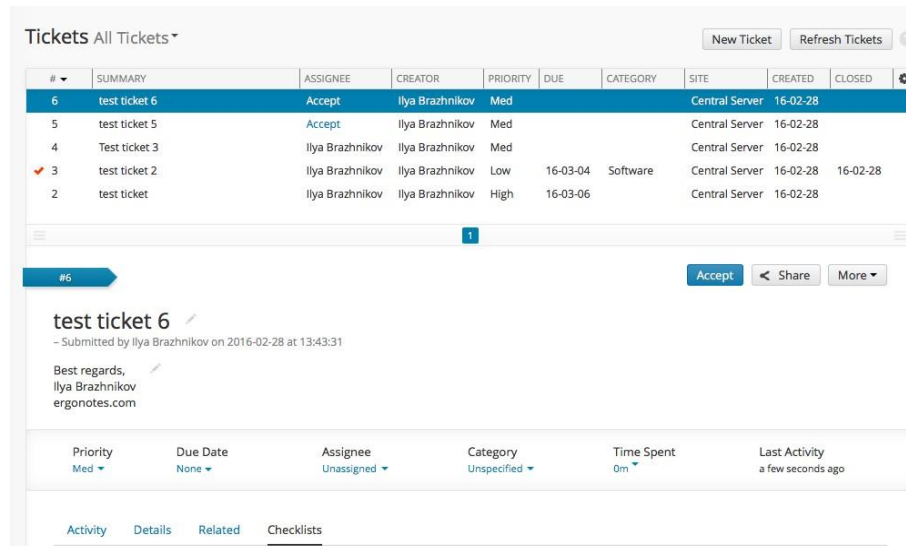 Tickets All Tickets
New Ticket Refresh Tickets
# SUMMARY ASSIGNEE CREATOR PRIORITY DUE CATEGORY SITE CREATED CLOSED
6 test ticket 6 Accept Ilya Brazhnikov Med Central Server 16-02-28
5 test ticket 5 Accept Ilya Brazhnikov Med Central Server 16-02-28
4 Test ticket 3 Ilya Brazhnikov Ilya Brazhnikov Med Central Server 16-02-28
3 test ticket 2 Ilya Brazhnikov Ilya Brazhnikov Low 16-03-04 Software Central Server 16-02-28 16-02-28
2 test ticket Ilya Brazhnikov Ilya Brazhnikov High 16-03-06 Central Server 16-02-28
1
#6 Accept Share More
test ticket 6
– Submitted by Ilya Brazhnikov on 2016-02-28 at 13:43:31
Best regards,
Ilya Brazhnikov
ergonotes.com
Priority Due Date Assignee Category Time Spent Last Activity
Med None Unassigned Unspecified 0m a few seconds ago
Activity Details Related Checklists